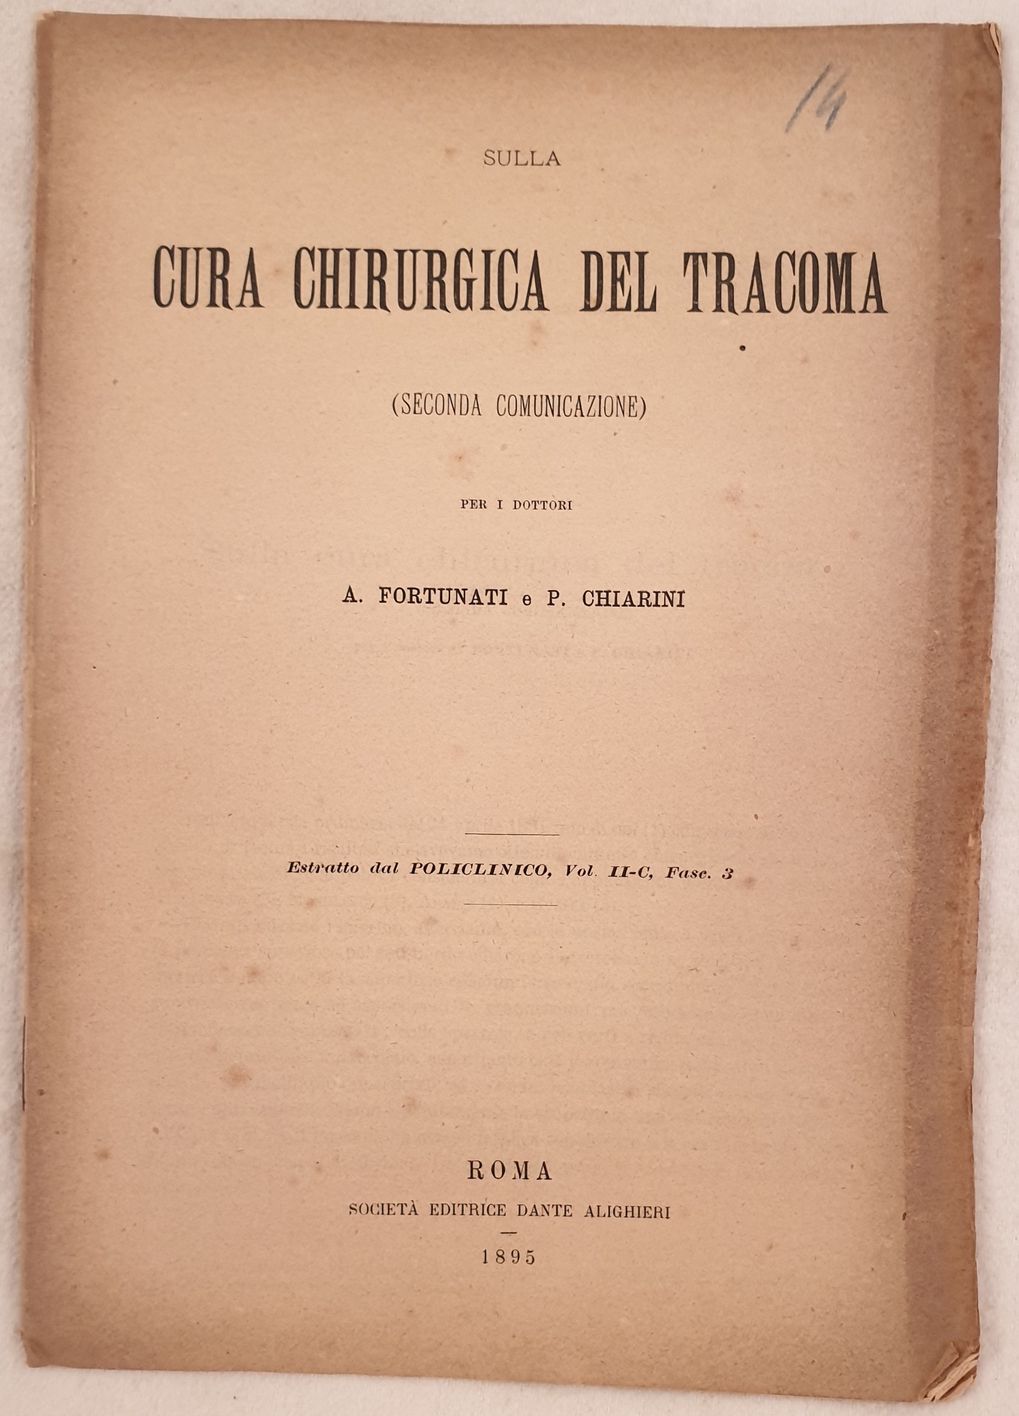 14
SULLA
CURA CHIRURGICA DEL TRACOMA
(SECONDA COMUNICAZIONE)
PER I DOTTORI
A. FORTUNATI e P. CHIARINI
Estratto dal POLICLINICO, Vol. II-C, Fasc. 3
ROMA
SOCIETÀ EDITRICE DANTE ALIGHIERI
1895